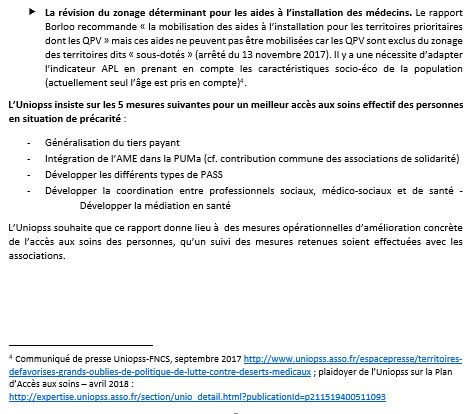 ► La révision du zonage déterminant pour les aides à l'installation des médecins. Le rapport
Borloo recommande « la mobilisation des aides à l'installation pour les territoires prioritaires
dont les QPV » mais ces aides ne peuvent pas être mobilisées car les QPV sont exclus du zonage
des territoires dits « sous-dotés » (arrêté du 13 novembre 2017). Il y a une nécessite d'adapter
l'indicateur APL en prenant en compte les caractéristiques socio-éco de la population
(actuellement seul l'âge est pris en compte)⁴.
L'Uniopss insiste sur les 5 mesures suivantes pour un meilleur accès aux soins effectif des personnes
en situation de précarité :
- Généralisation du tiers payant
- Intégration de l'AME dans la PUMa (cf. contribution commune des associations de solidarité)
- Développer les différents types de PASS
- Développer la coordination entre professionnels sociaux, médico-sociaux et de santé -
Développer la médiation en santé
L'Uniopss souhaite que ce rapport donne lieu à des mesures opérationnelles d'amélioration concrète
de l'accès aux soins des personnes, qu'un suivi des mesures retenues soient effectuées avec les
associations.
⁴ Communiqué de presse Uniopss-FNCS, septembre 2017 http://www.uniopss.asso.fr/espacepresse/territoires-
defavorises-grands-oublies-de-politique-de-lutte-contre-deserts-medicaux ; plaidoyer de l'Uniopss sur la Plan
d'Accès aux soins – avril 2018 :
http://expertise.uniopss.asso.fr/section/unio_detail.html?publicationId=p211519400511093